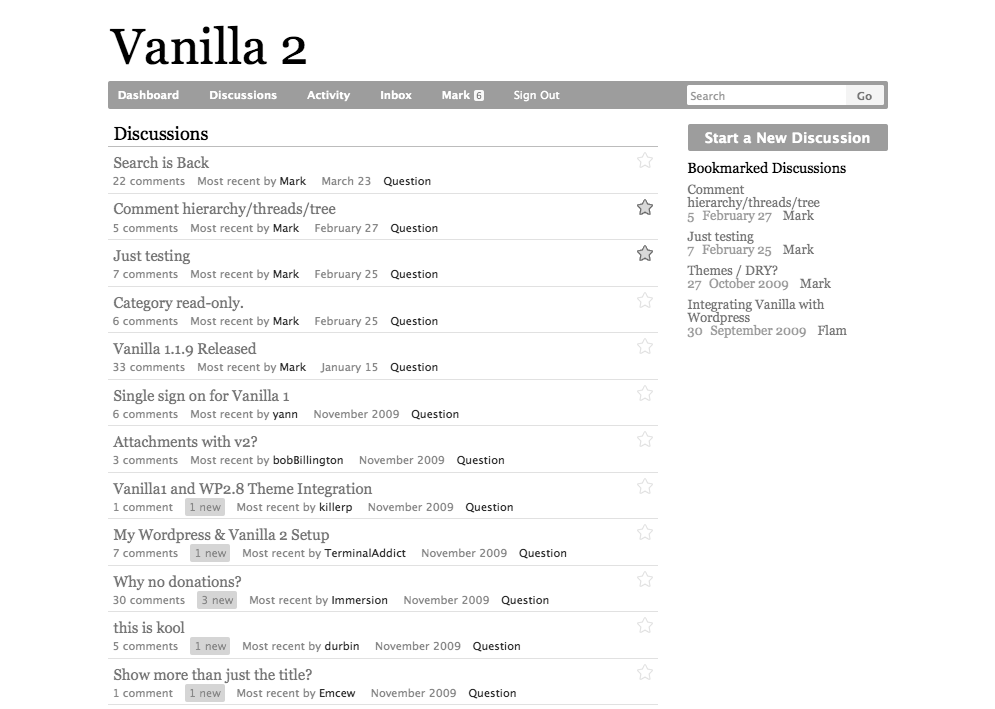 Vanilla 2
Dashboard Discussions Activity Inbox Mark 6 Sign Out Search Go
Discussions
Search is Back
22 comments Most recent by Mark March 23 Question
Comment hierarchy/threads/tree
5 comments Most recent by Mark February 27 Question
Just testing
7 comments Most recent by Mark February 25 Question
Category read-only.
6 comments Most recent by Mark February 25 Question
Vanilla 1.1.9 Released
33 comments Most recent by Mark January 15 Question
Single sign on for Vanilla 1
6 comments Most recent by yann November 2009 Question
Attachments with v2?
3 comments Most recent by bobBillington November 2009 Question
Vanilla1 and WP2.8 Theme Integration
1 comment 1 new Most recent by killerp November 2009 Question
My Wordpress & Vanilla 2 Setup
7 comments 1 new Most recent by TerminalAddict November 2009 Question
Why no donations?
30 comments 3 new Most recent by Immersion November 2009 Question
this is kool
5 comments 1 new Most recent by durbin November 2009 Question
Show more than just the title?
1 comment 1 new Most recent by Emcew November 2009 Question
Start a New Discussion
Bookmarked Discussions
Comment
hierarchy/threads/tree
5 February 27 Mark
Just testing
7 February 25 Mark
Themes / DRY?
27 October 2009 Mark
Integrating Vanilla with
Wordpress
30 September 2009 Flam